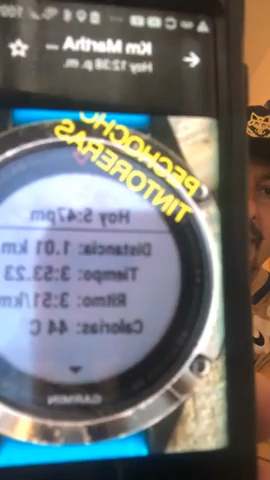 100
Km MarthA –
Hoy 12:38 p. m.
PECHOCHO
TINTORERAS
Hoy 5:47pm
Distancia: 1.01 km
Tiempo: 3:53.23
Ritmo: 3:51/km
Calorías: 44 C
GARMIN